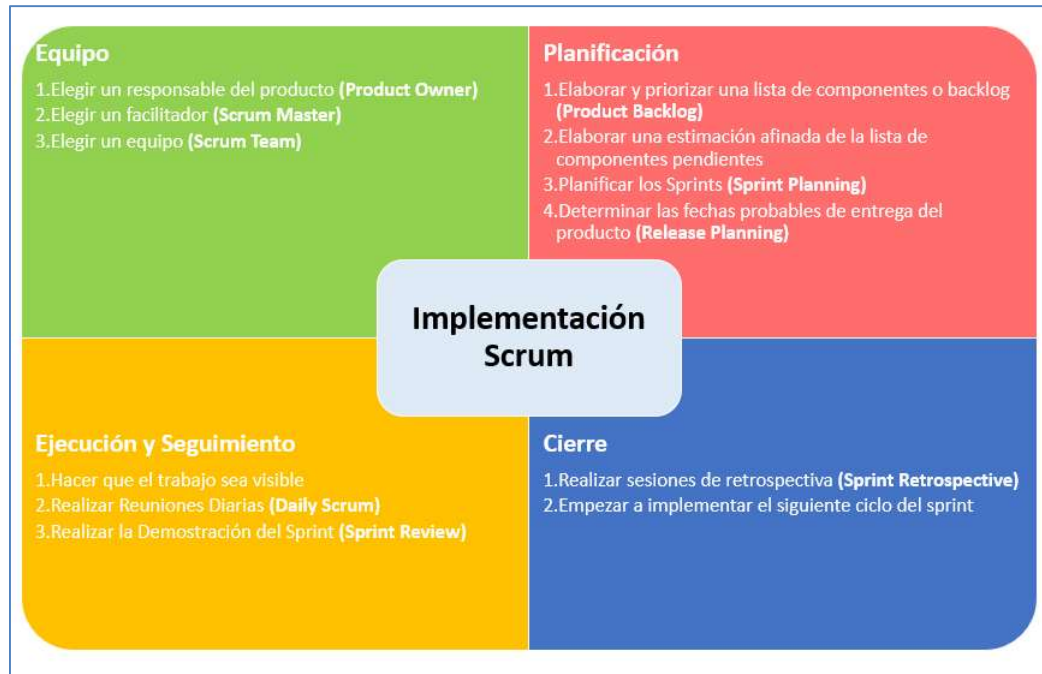 Equipo
1.Elegir un responsable del producto (Product Owner)
2.Elegir un facilitador (Scrum Master)
3.Elegir un equipo (Scrum Team)
Planificación
1.Elaborar y priorizar una lista de componentes o backlog
(Product Backlog)
2.Elaborar una estimación afinada de la lista de
componentes pendientes
3.Planificar los Sprints (Sprint Planning)
4.Determinar las fechas probables de entrega del
producto (Release Planning)
Implementación
Scrum
Ejecución y Seguimiento
1.Hacer que el trabajo sea visible
2.Realizar Reuniones Diarias (Daily Scrum)
3.Realizar la Demostración del Sprint (Sprint Review)
Cierre
1.Realizar sesiones de retrospectiva (Sprint Retrospective)
2.Empezar a implementar el siguiente ciclo del sprint